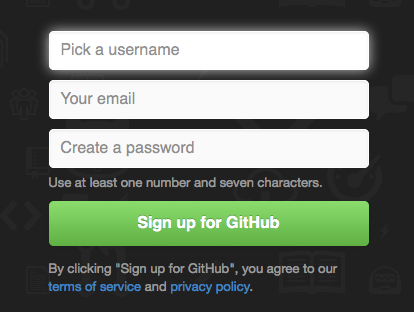 Pick a username
Your email
Create a password
Use at least one number and seven characters.
Sign up for GitHub
By clicking "Sign up for GitHub", you agree to our
terms of service and privacy policy.